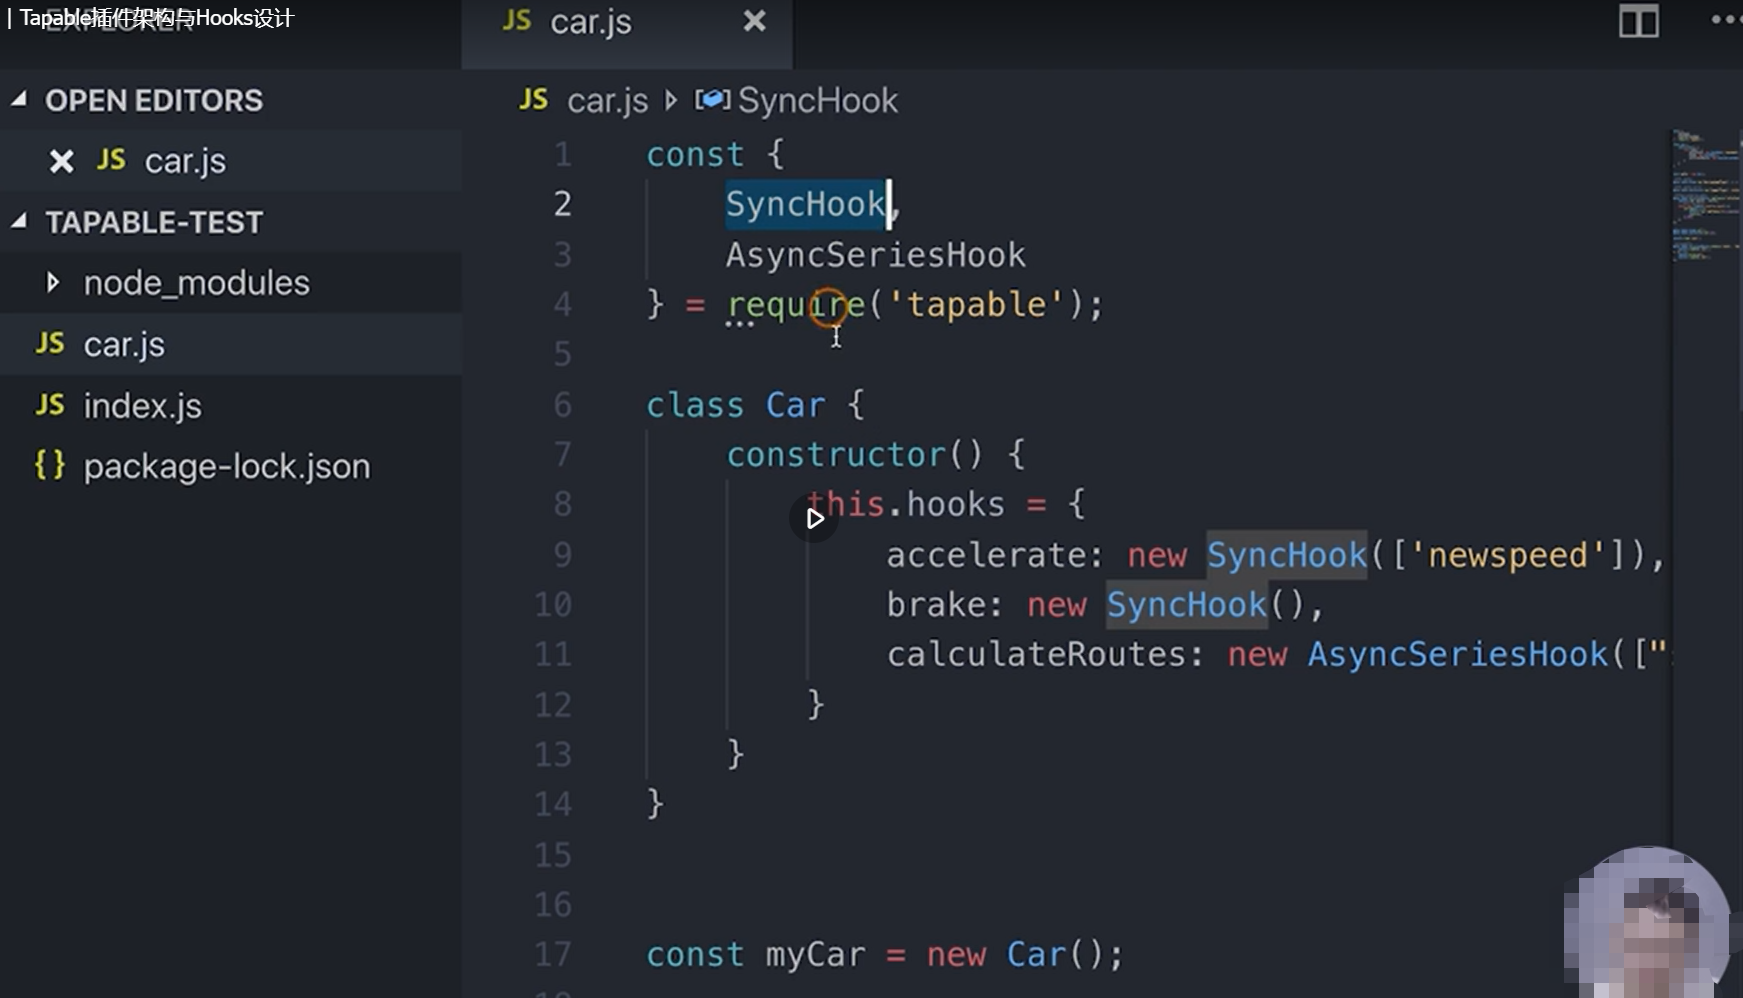 | Tapable插件架构与Hooks设计
EXPLORER
JS car.js
OPEN EDITORS
JS car.js
TAPABLE-TEST
node_modules
JS car.js
JS index.js
{} package-lock.json
JS car.js SyncHook
1 const {
2 SyncHook,
3 AsyncSeriesHook
4 } = require('tapable');
5
6 class Car {
7 constructor() {
8 this.hooks = {
9 accelerate: new SyncHook(['newspeed']),
10 brake: new SyncHook(),
11 calculateRoutes: new AsyncSeriesHook(["
12 }
13 }
14 }
15
16
17 const myCar = new Car();